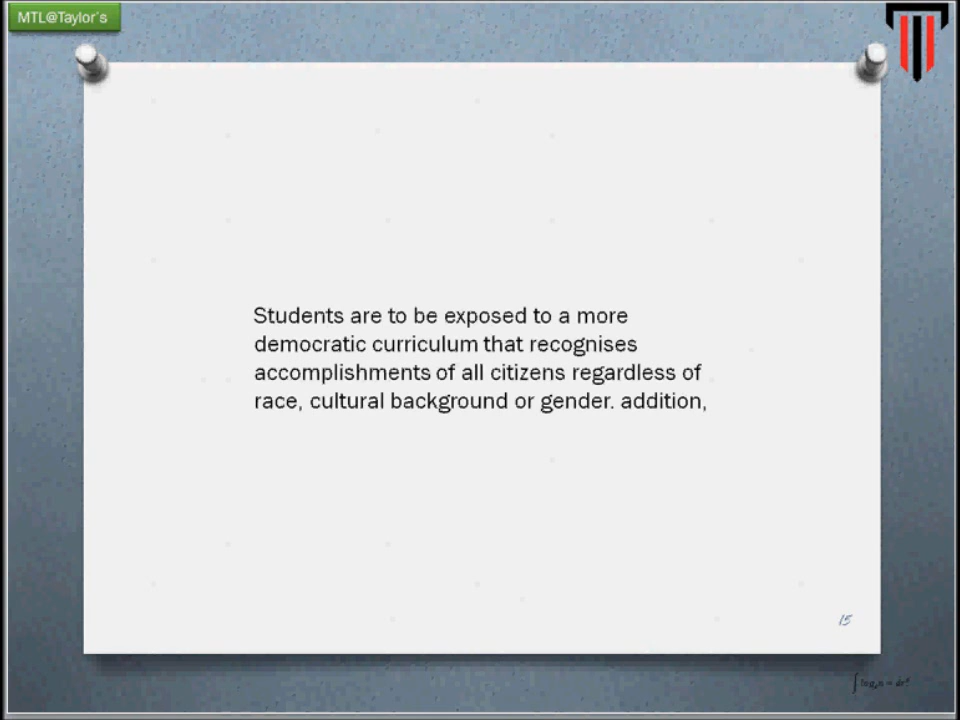 MTL@Taylor's
Students are to be exposed to a more
democratic curriculum that recognises
accomplishments of all citizens regardless of
race, cultural background or gender. addition,
15